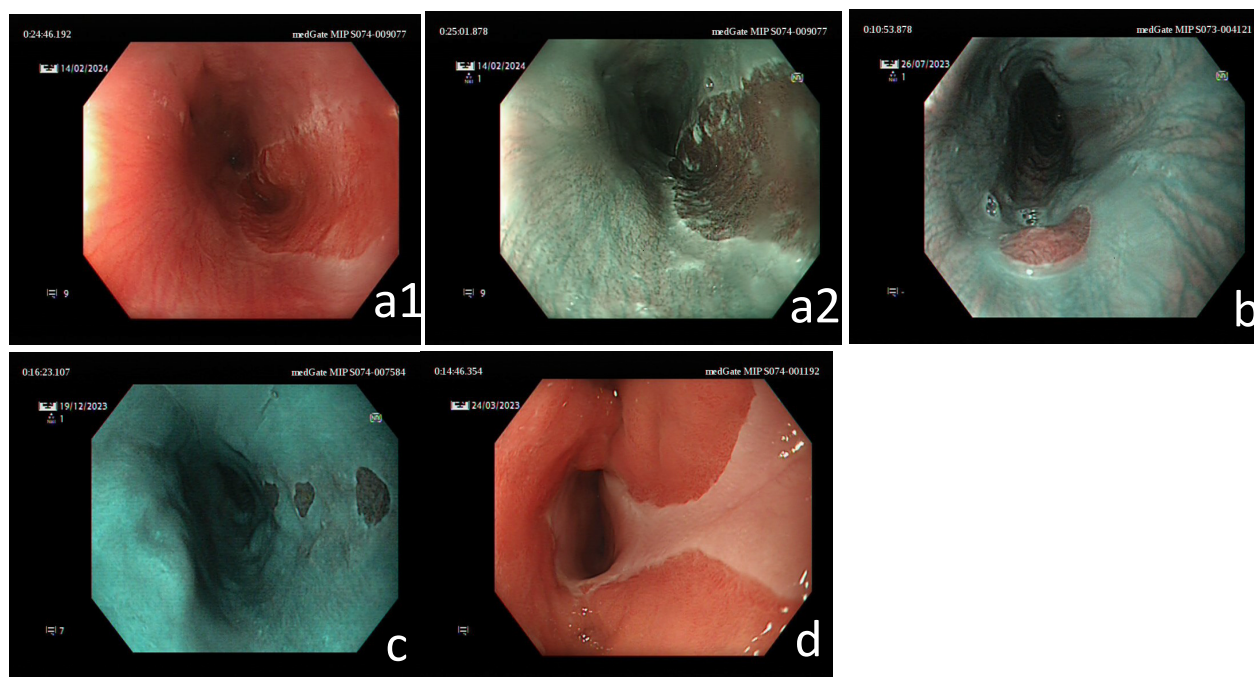 0:24:46.192 medGate MIP S074-009077
14/02/2024
9
a1
0:25:01.878 medGate MIP S074-009077
14/02/2024
1
9
a2
0:10:53.878 medGate MIP S073-004121
26/07/2023
1
b
0:16:23.107 medGate MIP S074-007584
19/12/2023
1
7
c
0:14:46.354 medGate MIP S074-001192
24/03/2023
d